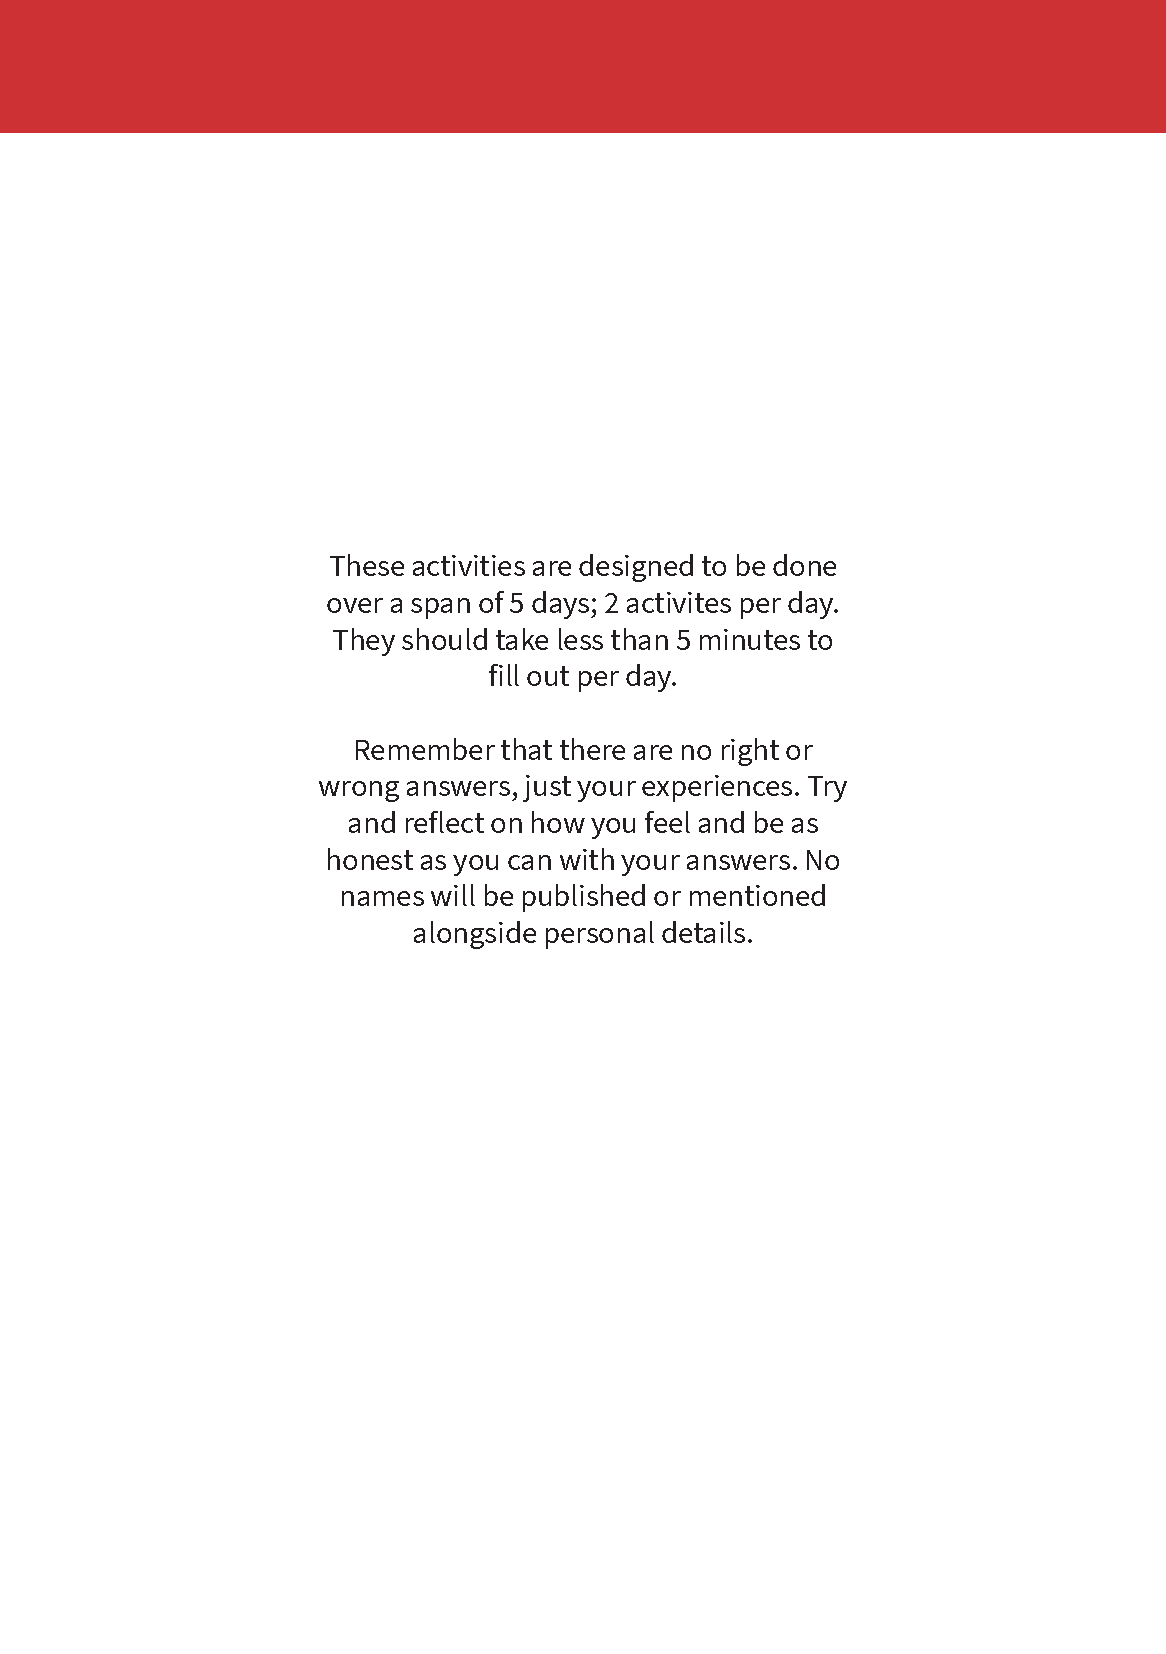 These activities are designed to be done
over a span of 5 days; 2 activites per day.
They should take less than 5 minutes to
fill out per day.
Remember that there are no right or
wrong answers, just your experiences. Try
and reflect on how you feel and be as
honest as you can with your answers. No
names will be published or mentioned
alongside personal details.